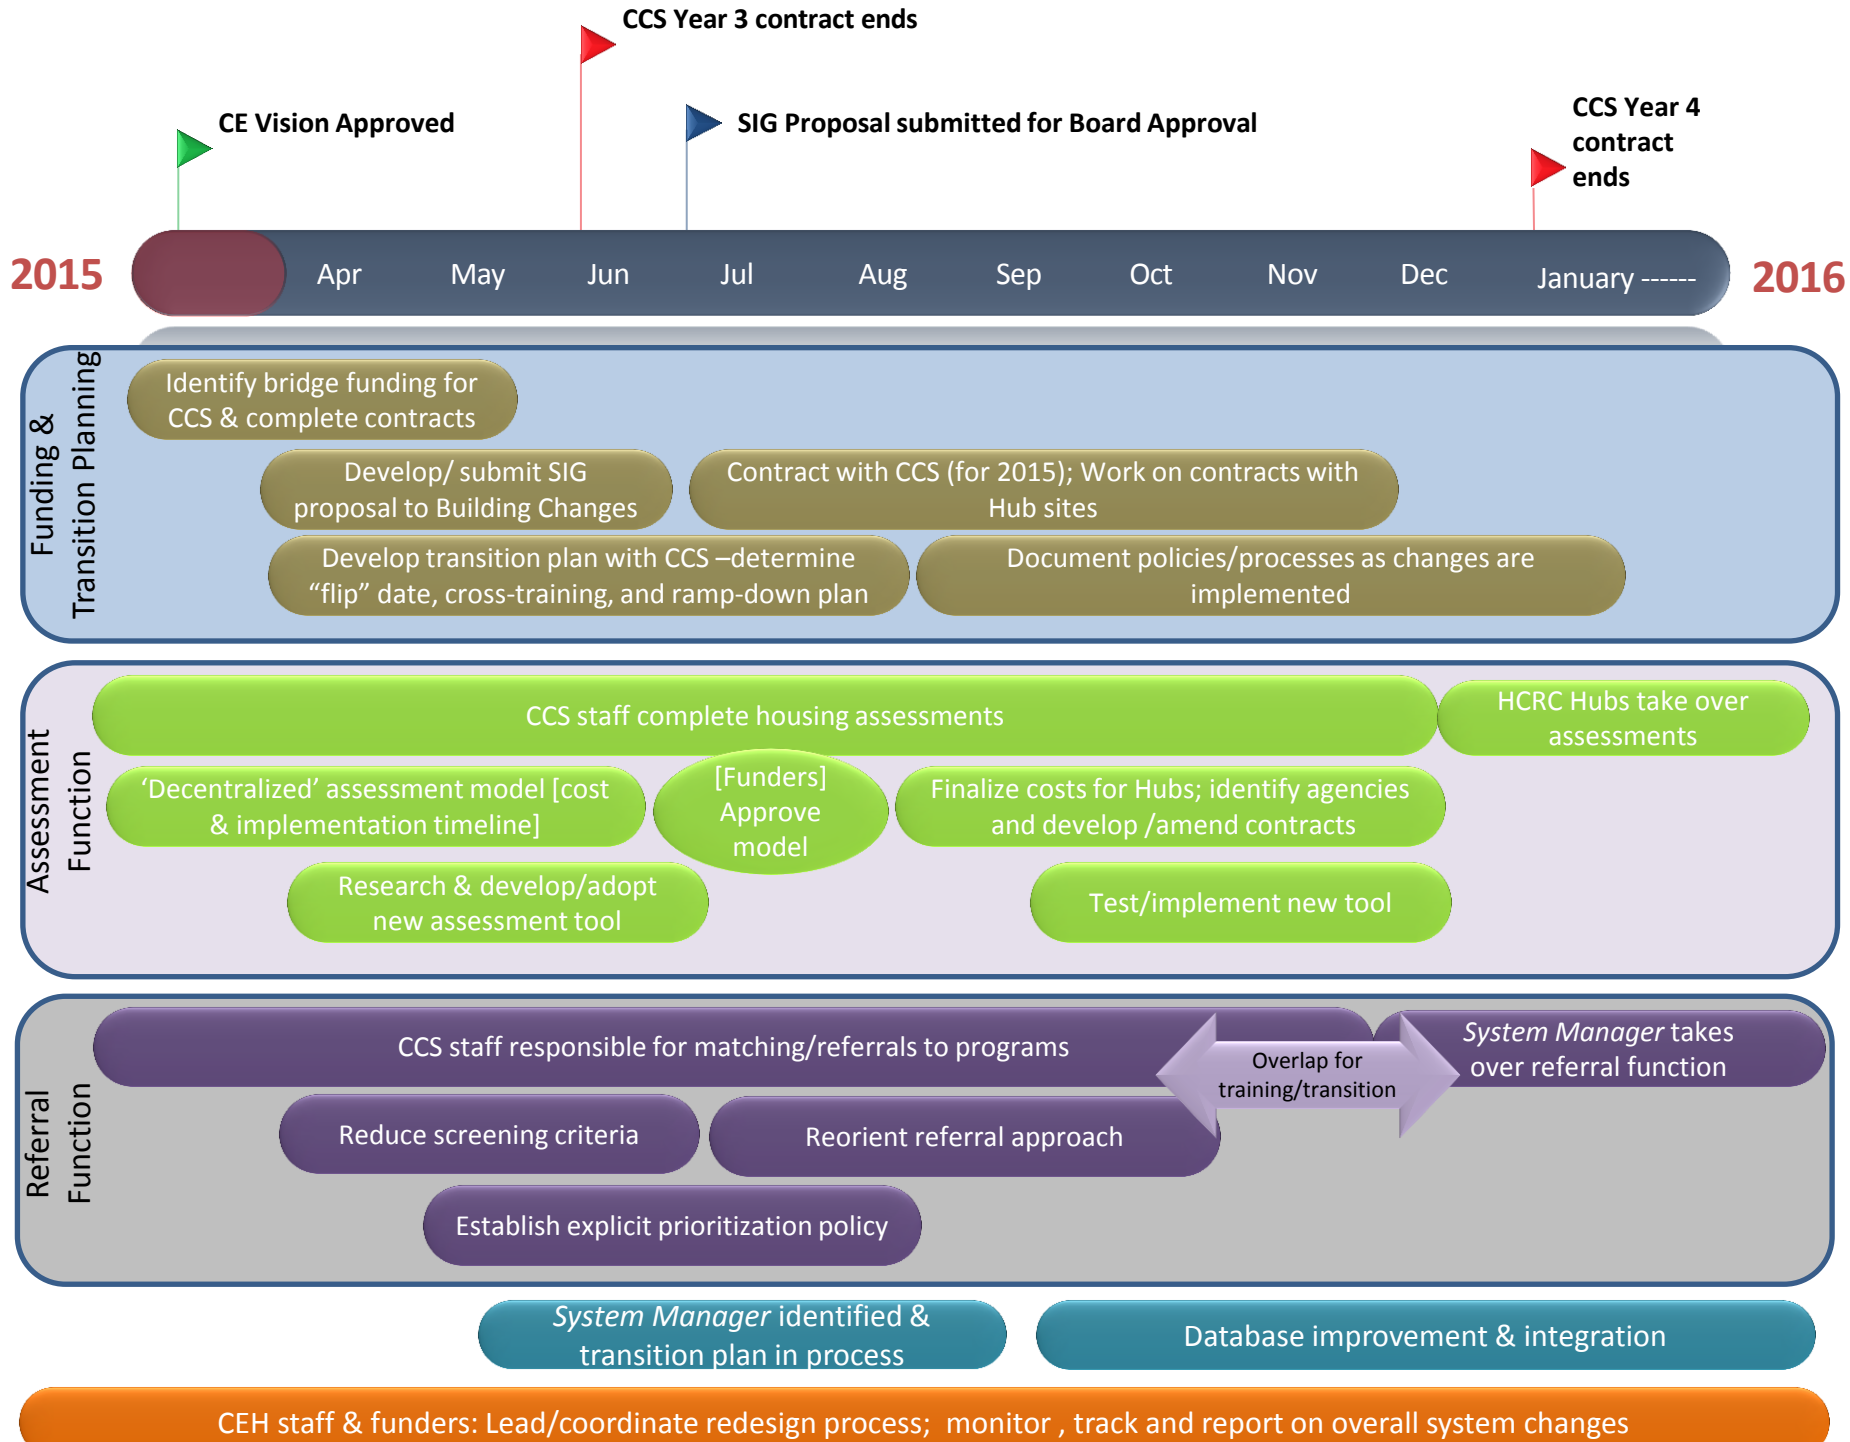 CCS Year 3 contract ends
CE Vision Approved
SIG Proposal submitted for Board Approval
CCS Year 4
contract
ends
2015
Apr
May
Jun
Jul
Aug
Sep
Oct
Nov
Dec
January ------
2016
Funding &
Transition Planning
Identify bridge funding for
CCS & complete contracts
Develop/ submit SIG
proposal to Building Changes
Contract with CCS (for 2015); Work on contracts with
Hub sites
Develop transition plan with CCS –determine
“flip” date, cross-training, and ramp-down plan
Document policies/processes as changes are
implemented
Assessment
Function
CCS staff complete housing assessments
HCRC Hubs take over
assessments
‘Decentralized’ assessment model [cost
& implementation timeline]
[Funders]
Approve
model
Finalize costs for Hubs; identify agencies
and develop /amend contracts
Research & develop/adopt
new assessment tool
Test/implement new tool
Referral
Function
CCS staff responsible for matching/referrals to programs
Overlap for
training/transition
System Manager takes
over referral function
Reduce screening criteria
Reorient referral approach
Establish explicit prioritization policy
System Manager identified &
transition plan in process
Database improvement & integration
CEH staff & funders: Lead/coordinate redesign process;  monitor , track and report on overall system changes